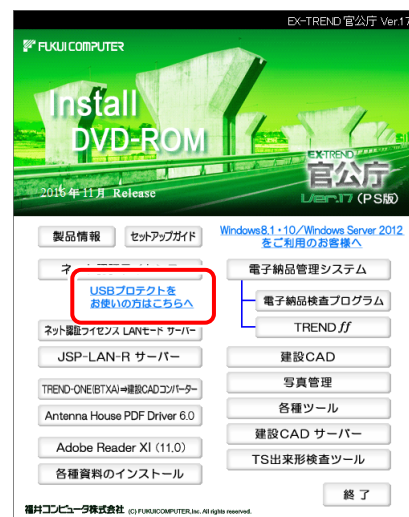 EX-TREND 官公庁 Ver.17
FUKUI COMPUTER
Install
DVD-ROM
EX-TREND
官公庁
Ver.17 (PS版)
2016年11月 Release
製品情報
セットアップガイド
Windows8.1・10／Windows Server 2012
をご利用のお客様へ
USBプロテクトを
お使いの方はこちらへ
ネット認証ライセンス LANモード サーバー
JSP-LAN-R サーバー
TREND-ONE(BTXA)⇒建設CADコンバーター
Antenna House PDF Driver 6.0
Adobe Reader XI (11.0)
各種資料のインストール
電子納品管理システム
電子納品検査プログラム
TREND ff
建設CAD
写真管理
各種ツール
建設CAD サーバー
TS出来形検査ツール
終 了
福井コンピュータ株式会社 (C) FUKUICOMPUTER, Inc. All rights reserved.